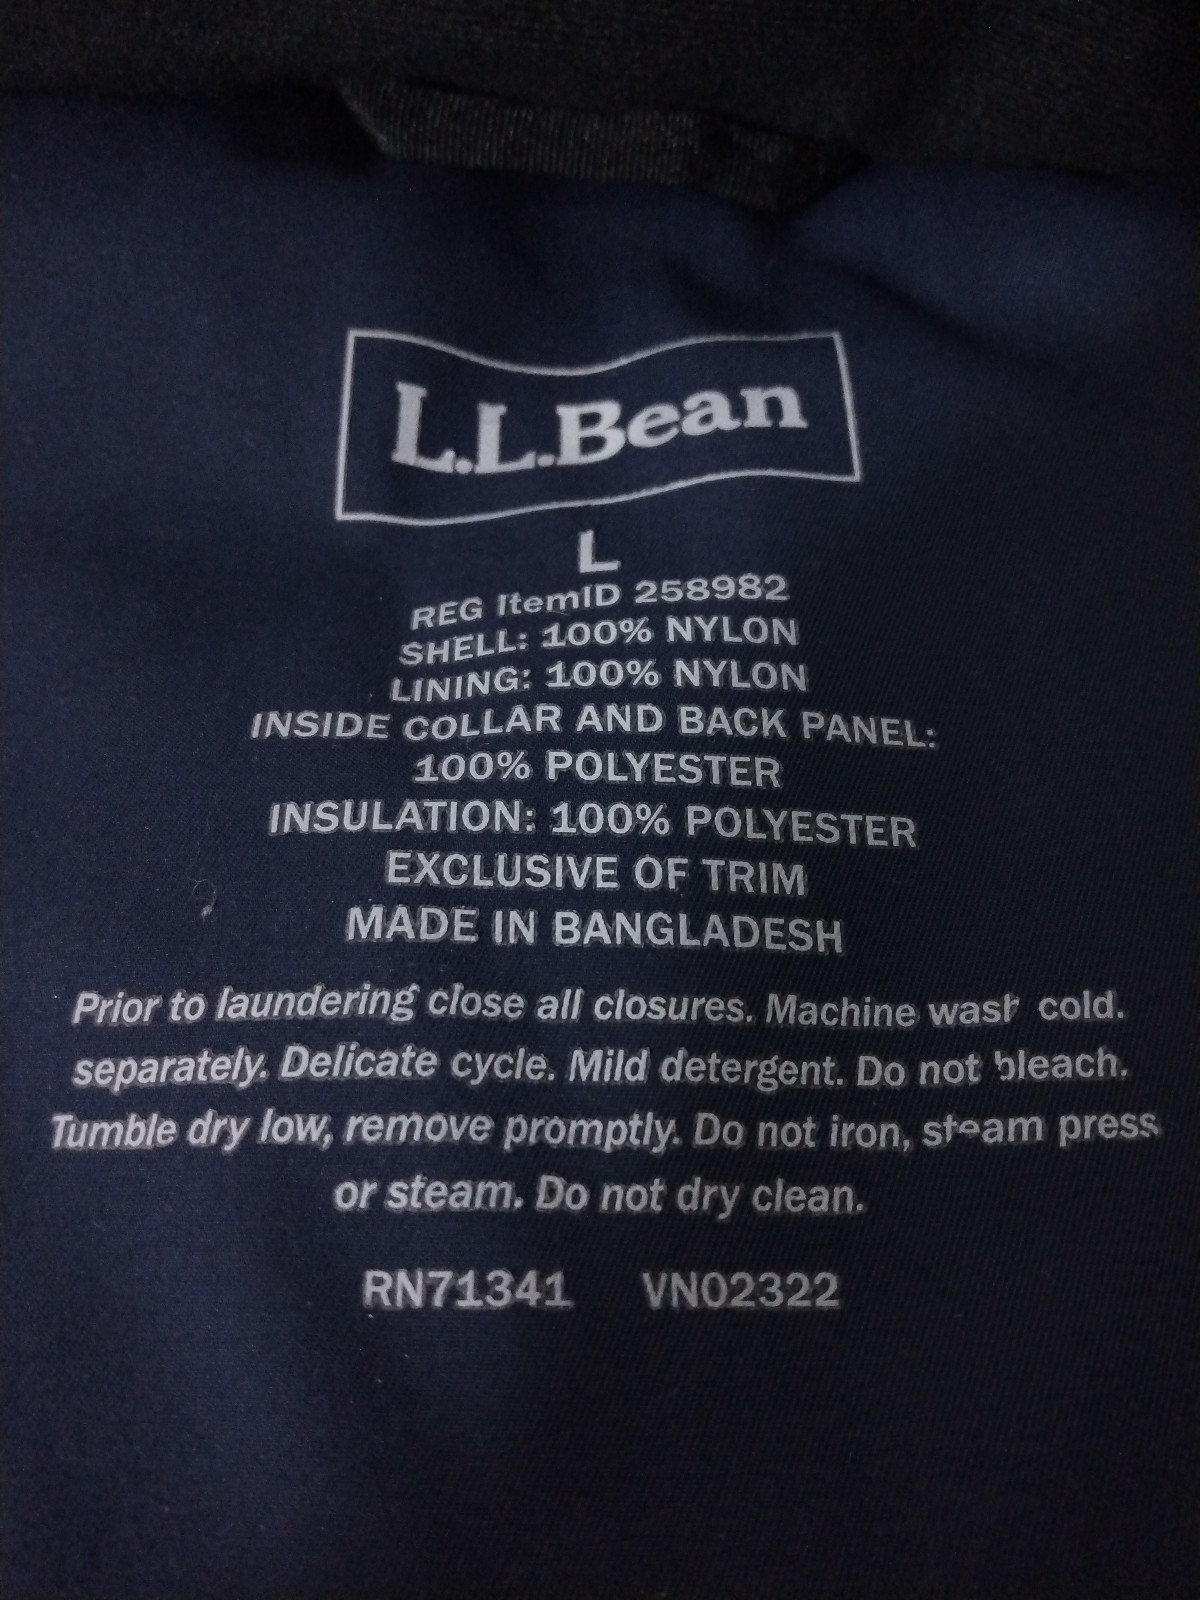 L.L.Bean
L
REG ItemID 258982
SHELL: 100% NYLON
LINING: 100% NYLON
INSIDE COLLAR AND BACK PANEL:
100% POLYESTER
INSULATION: 100% POLYESTER
EXCLUSIVE OF TRIM
MADE IN BANGLADESH
Prior to laundering close all closures. Machine wash cold.
separately. Delicate cycle. Mild detergent. Do not bleach.
Tumble dry low, remove promptly. Do not iron, steam press
or steam. Do not dry clean.
RN71341 VN02322